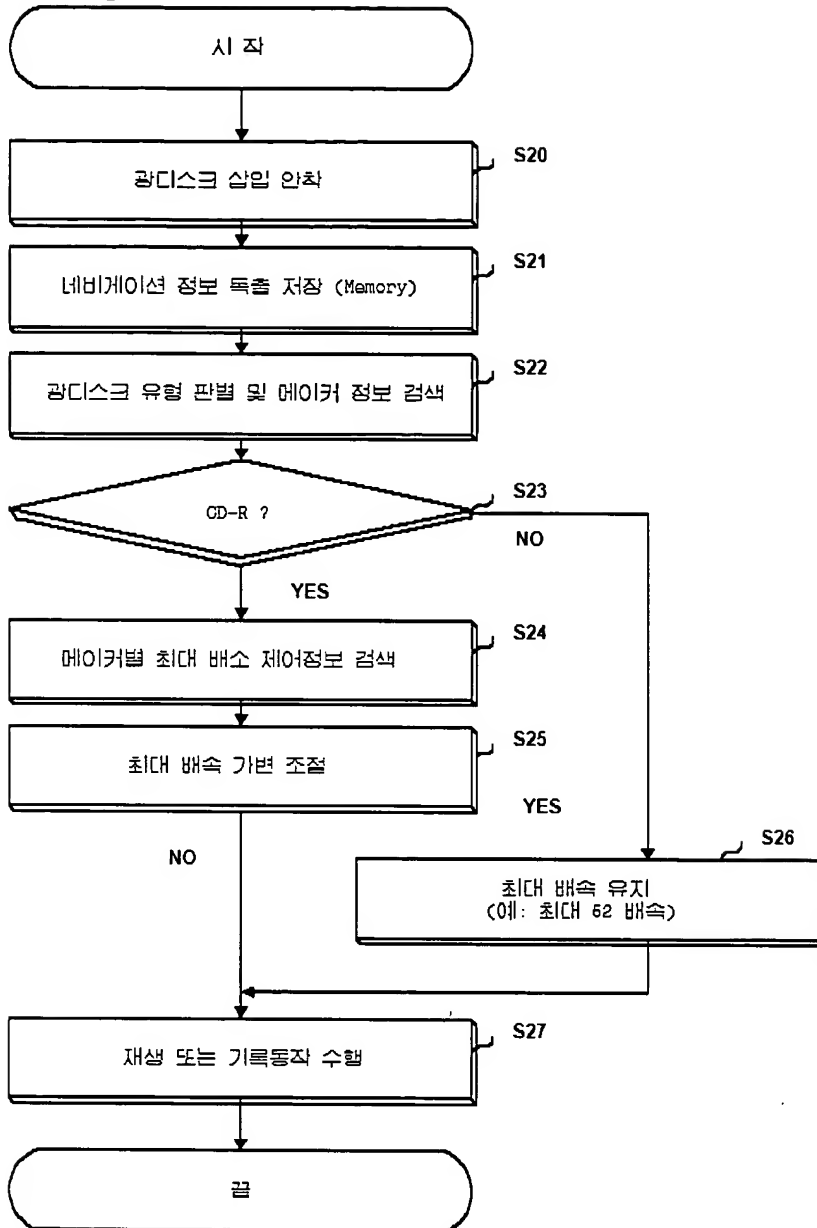 시 작
S20
광디스크 삽입 안착
S21
네비게이션 정보 독출 저장 (Memory)
S22
광디스크 유형 판별 및 메이커 정보 검색
S23
CD-R ?
NO
YES
S24
메이커별 최대 배소 제어정보 검색
S25
최대 배속 가변 조절
YES
NO
S26
최대 배속 유지
(예: 최대 52 배속)
S27
재생 또는 기록동작 수행
끝